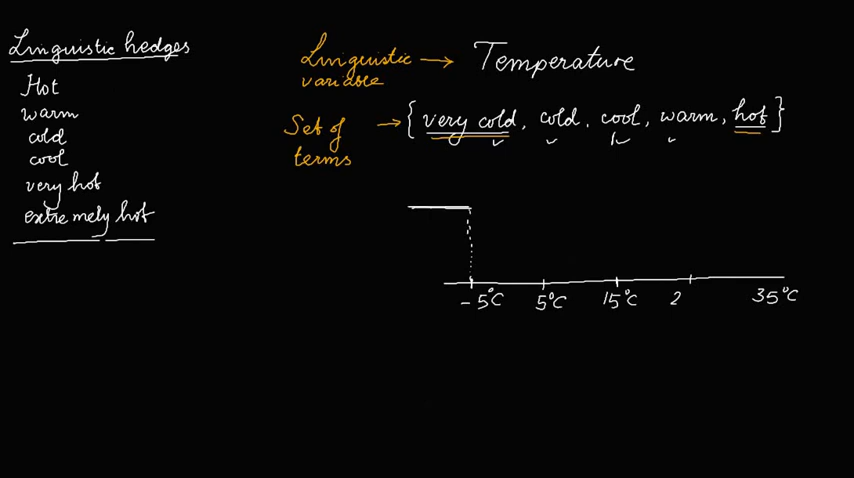 Linguistic hedges
Hot
warm
cold
cool
very hot
extremely hot
Linguistic variable → Temperature
Set of terms → { very cold, cold, cool, warm, hot }
-5°C 5°C 15°C 2 35°C